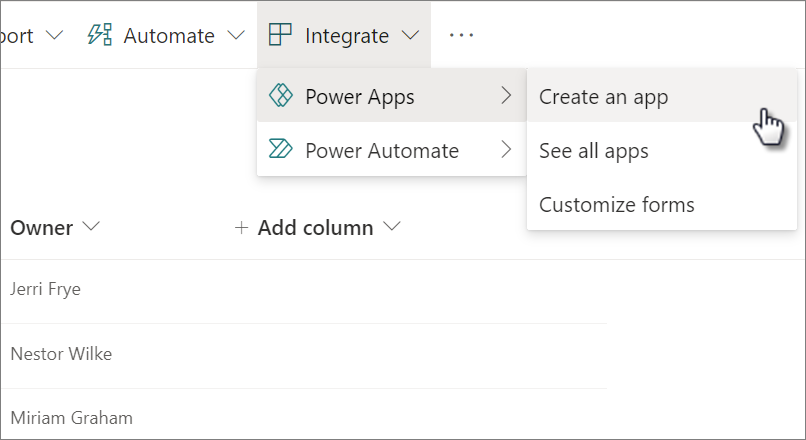 port Automate Integrate ...
Power Apps Create an app
Power Automate See all apps
Customize forms
Owner + Add column
Jerri Frye
Nestor Wilke
Miriam Graham